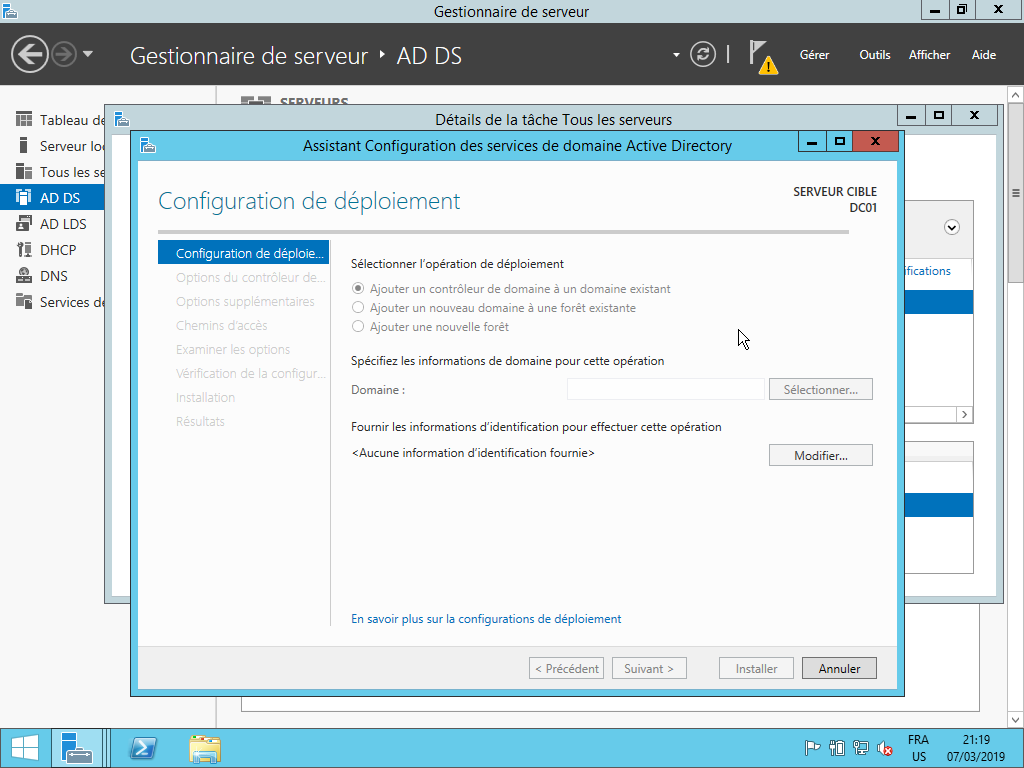 Gestionnaire de serveur
Gestionnaire de serveur ‣ AD DS
Gérer
Outils
Afficher
Aide
SERVEURS
Tableau de
Serveur loc
Tous les se
AD DS
AD LDS
DHCP
DNS
Services de
Détails de la tâche Tous les serveurs
ifications
Assistant Configuration des services de domaine Active Directory
Configuration de déploiement
SERVEUR CIBLE
DC01
Configuration de déploie...
Options du contrôleur de...
Options supplémentaires
Chemins d'accès
Examiner les options
Vérification de la configur...
Installation
Résultats
Sélectionner l'opération de déploiement
Ajouter un contrôleur de domaine à un domaine existant
Ajouter un nouveau domaine à une forêt existante
Ajouter une nouvelle forêt
Spécifiez les informations de domaine pour cette opération
Domaine :
Sélectionner...
Fournir les informations d'identification pour effectuer cette opération
<Aucune information d'identification fournie>
Modifier...
En savoir plus sur la configurations de déploiement
< Précédent
Suivant >
Installer
Annuler
FRA
US
21:19
07/03/2019